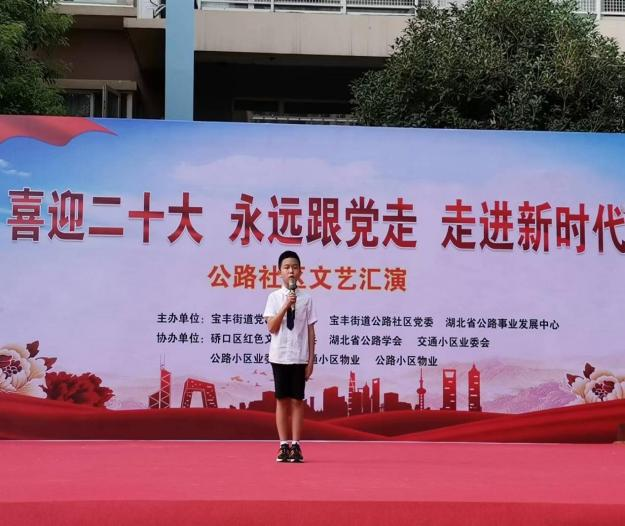 喜迎二十大 永远跟党走 走进新时代
公路社区文艺汇演
主办单位：宝丰街道党 宝丰街道公路社区党委 湖北省公路事业发展中心
协办单位：硚口区红色文 湖北省公路学会 交通小区业委会
公路小区业委 通小区物业 公路小区物业